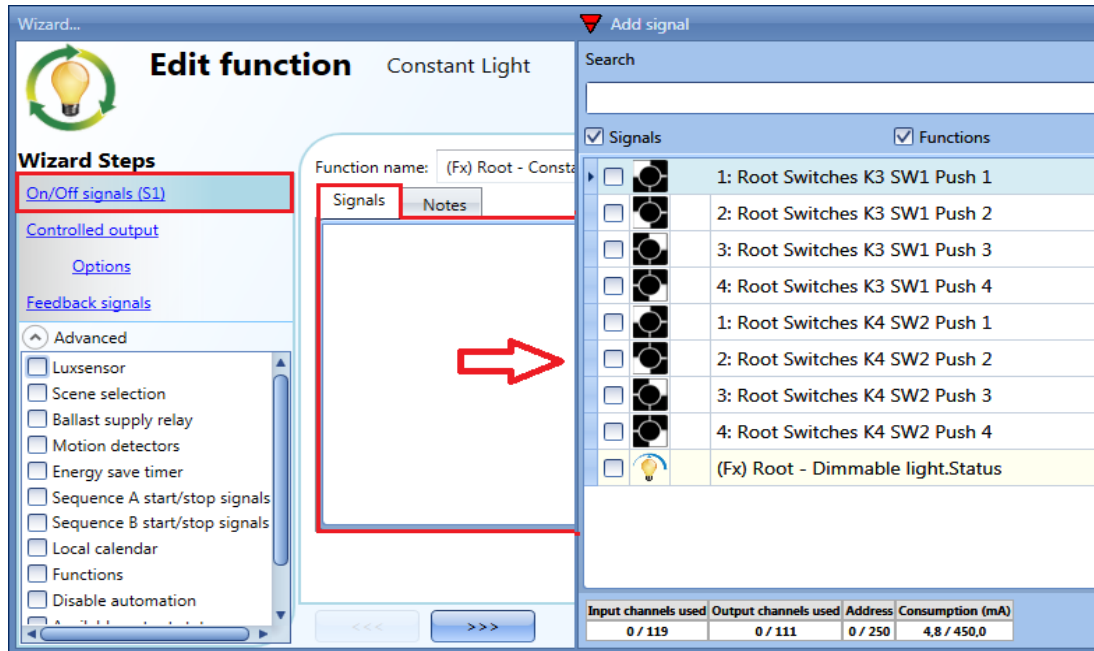 Wizard...
Edit function Constant Light
Wizard Steps
On/Off signals (S1)
Controlled output
Options
Feedback signals
Advanced
Luxsensor
Scene selection
Ballast supply relay
Motion detectors
Energy save timer
Sequence A start/stop signals
Sequence B start/stop signals
Local calendar
Functions
Disable automation
Function name: (Fx) Root - Consta
Signals Notes
<<< >>>
Add signal
Search
Signals Functions
1: Root Switches K3 SW1 Push 1
2: Root Switches K3 SW1 Push 2
3: Root Switches K3 SW1 Push 3
4: Root Switches K3 SW1 Push 4
1: Root Switches K4 SW2 Push 1
2: Root Switches K4 SW2 Push 2
3: Root Switches K4 SW2 Push 3
4: Root Switches K4 SW2 Push 4
(Fx) Root - Dimmable light.Status
Input channels used Output channels used Address Consumption (mA)
0 / 119 0 / 111 0 / 250 4,8 / 450,0